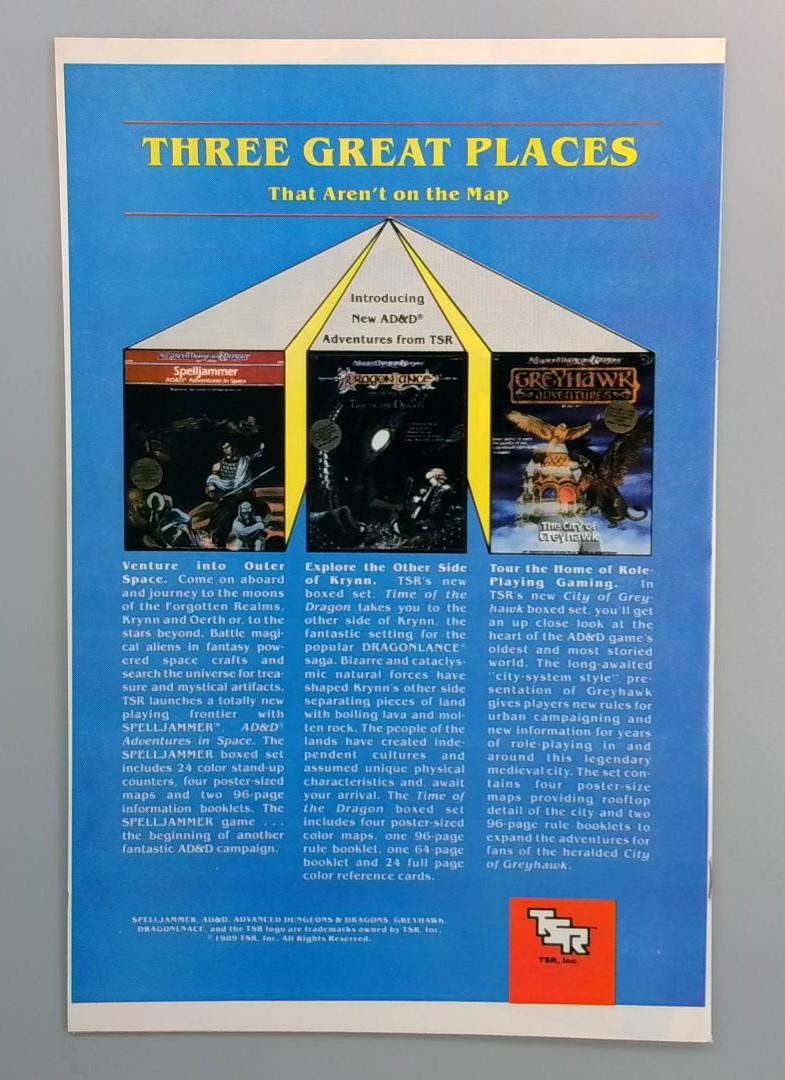 THREE GREAT PLACES
That Aren't on the Map
Introducing
New AD&D®
Adventures from TSR
Advanced Dungeons & Dragons
Spelljammer
AD&D® Adventures in Space
Advanced Dungeons & Dragons
DRAGONLANCE
Time of the Dragon
Advanced Dungeons & Dragons
GREYHAWK
ADVENTURES
The City of
Greyhawk
Venture into Outer
Space. Come on aboard
and journey to the moons
of the Forgotten Realms,
Krynn and Oerth or, to the
stars beyond. Battle magi-
cal aliens in fantasy pow-
ered space crafts and
search the universe for trea-
sure and mystical artifacts.
TSR launches a totally new
playing frontier with
SPELLJAMMER™, AD&D®
Adventures in Space. The
SPELLJAMMER boxed set
includes 24 color stand-up
counters, four poster-sized
maps and two 96-page
information booklets. The
SPELLJAMMER game . . .
the beginning of another
fantastic AD&D campaign.
Explore the Other Side
of Krynn. TSR's new
boxed set, Time of the
Dragon takes you to the
other side of Krynn, the
fantastic setting for the
popular DRAGONLANCE®
saga. Bizarre and cataclys-
mic natural forces have
shaped Krynn's other side
separating pieces of land
with boiling lava and mol-
ten rock. The people of the
lands have created inde-
pendent cultures and
assumed unique physical
characteristics and, await
your arrival. The Time of
the Dragon boxed set
includes four poster-sized
color maps, one 96-page
rule booklet, one 64-page
booklet and 24 full page
color reference cards.
Tour the Home of Role-
Playing Gaming. In
TSR's new City of Grey-
hawk boxed set, you'll get
an up close look at the
heart of the AD&D game's
oldest and most storied
world. The long-awaited
"city-system style" pre-
sentation of Greyhawk
gives players new rules for
urban campaigning and
new information for years
of role-playing in and
around this legendary
medieval city. The set con-
tains four poster-size
maps providing rooftop
detail of the city and two
96-page rule booklets to
expand the adventures for
fans of the heralded City
of Greyhawk.
SPELLJAMMER, AD&D, ADVANCED DUNGEONS & DRAGONS, GREYHAWK,
DRAGONLNACE, and the TSR logo are trademarks owned by TSR, Inc.
© 1989 TSR, Inc. All Rights Reserved.
TSR™
TSR, Inc.